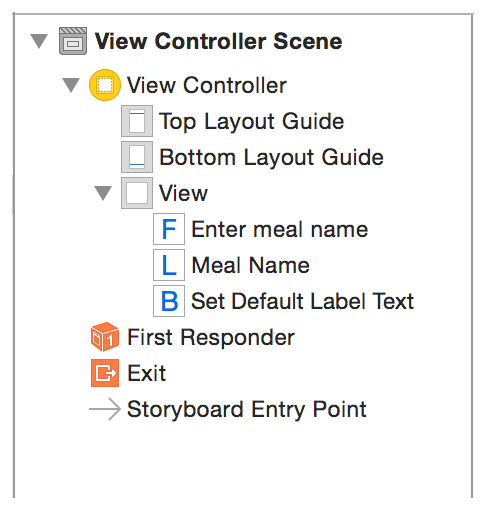 View Controller Scene
View Controller
Top Layout Guide
Bottom Layout Guide
View
F Enter meal name
L Meal Name
B Set Default Label Text
1 First Responder
Exit
Storyboard Entry Point